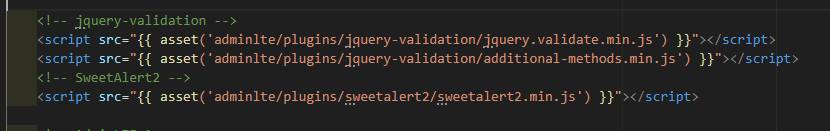 <!-- jquery-validation -->
<script src="{{ asset('adminlte/plugins/jquery-validation/jquery.validate.min.js') }}"></script>
<script src="{{ asset('adminlte/plugins/jquery-validation/additional-methods.min.js') }}"></script>
<!-- SweetAlert2 -->
<script src="{{ asset('adminlte/plugins/sweetalert2/sweetalert2.min.js') }}"></script>